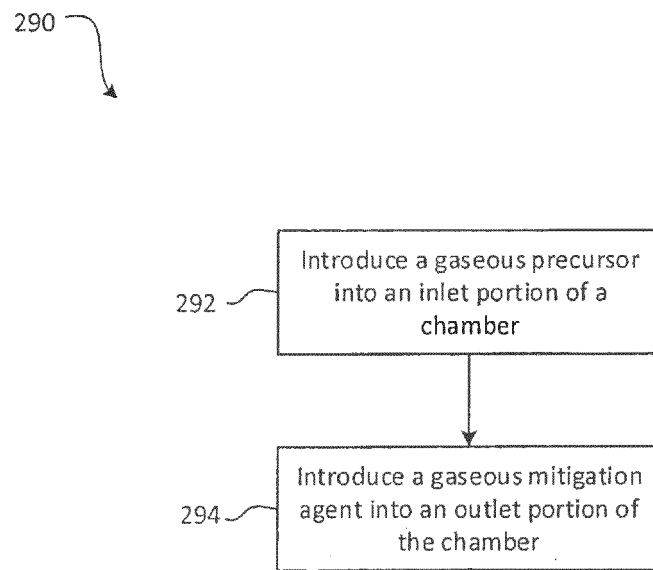 290
Introduce a gaseous precursor
into an inlet portion of a
chamber
292
Introduce a gaseous mitigation
agent into an outlet portion of
the chamber
294